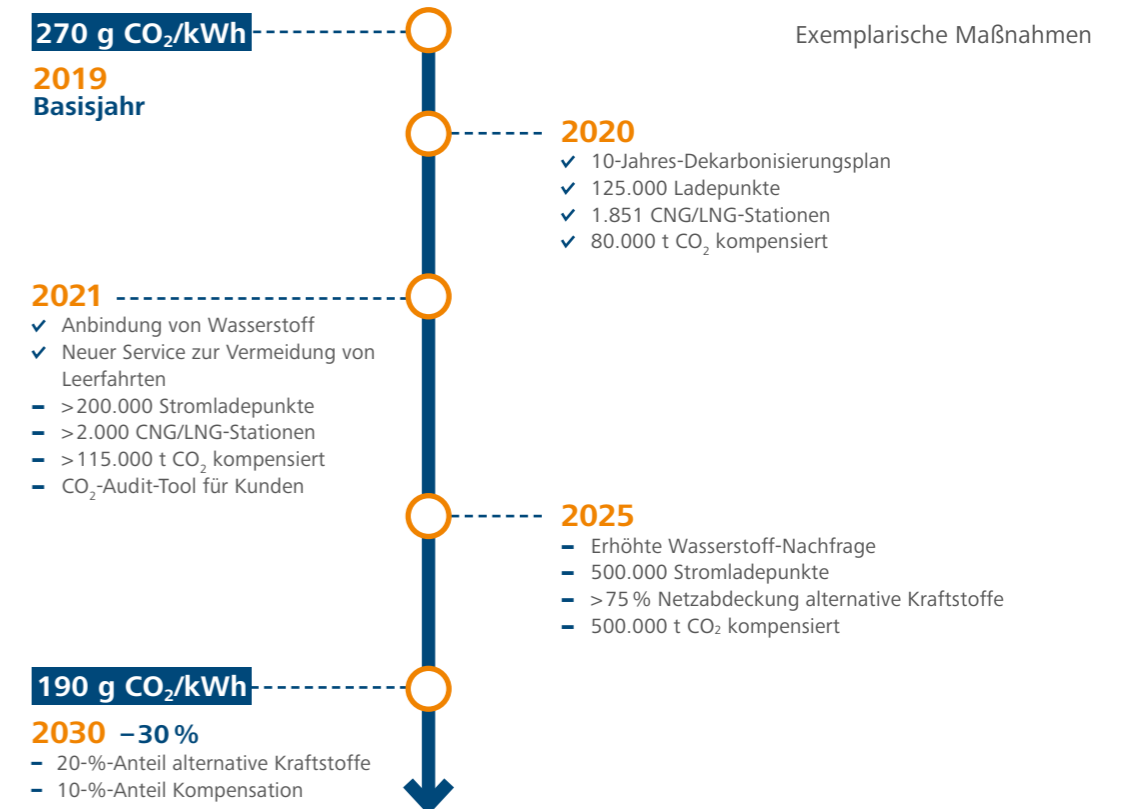 270 g CO₂/kWh
Exemplarische Maßnahmen
2019
Basisjahr
2020
✓ 10-Jahres-Dekarbonisierungsplan
✓ 125.000 Ladepunkte
✓ 1.851 CNG/LNG-Stationen
✓ 80.000 t CO₂ kompensiert
2021
✓ Anbindung von Wasserstoff
✓ Neuer Service zur Vermeidung von
Leerfahrten
– >200.000 Stromladepunkte
– >2.000 CNG/LNG-Stationen
– >115.000 t CO₂ kompensiert
– CO₂-Audit-Tool für Kunden
2025
– Erhöhte Wasserstoff-Nachfrage
– 500.000 Stromladepunkte
– >75 % Netzabdeckung alternative Kraftstoffe
– 500.000 t CO₂ kompensiert
190 g CO₂/kWh
2030 –30 %
– 20-%-Anteil alternative Kraftstoffe
– 10-%-Anteil Kompensation